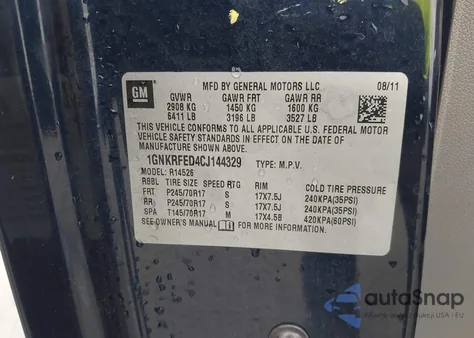 GM
MFD BY GENERAL MOTORS LLC 08/11
GVWR GAWR FRT GAWR RR
2908 KG 1450 KG 1600 KG
6411 LB 3196 LB 3527 LB
THIS VEHICLE CONFORMS TO ALL APPLICABLE U.S. FEDERAL MOTOR
VEHICLE SAFETY STANDARDS IN EFFECT ON THE DATE OF
MANUFACTURE SHOWN ABOVE.
1GNKRFED4CJ144329 TYPE: M.P.V.
MODEL: R14526
RBBL TIRE SIZE SPEED RTG RIM COLD TIRE PRESSURE
FRT P245/70R17 S 17X7.5J 240KPA(35PSI)
RR P245/70R17 S 17X7.5J 240KPA(35PSI)
SPA T145/70R17 M 17X4.5B 420KPA(60PSI)
SEE OWNER'S MANUAL FOR MORE INFORMATION.
autoSnap
US i EU